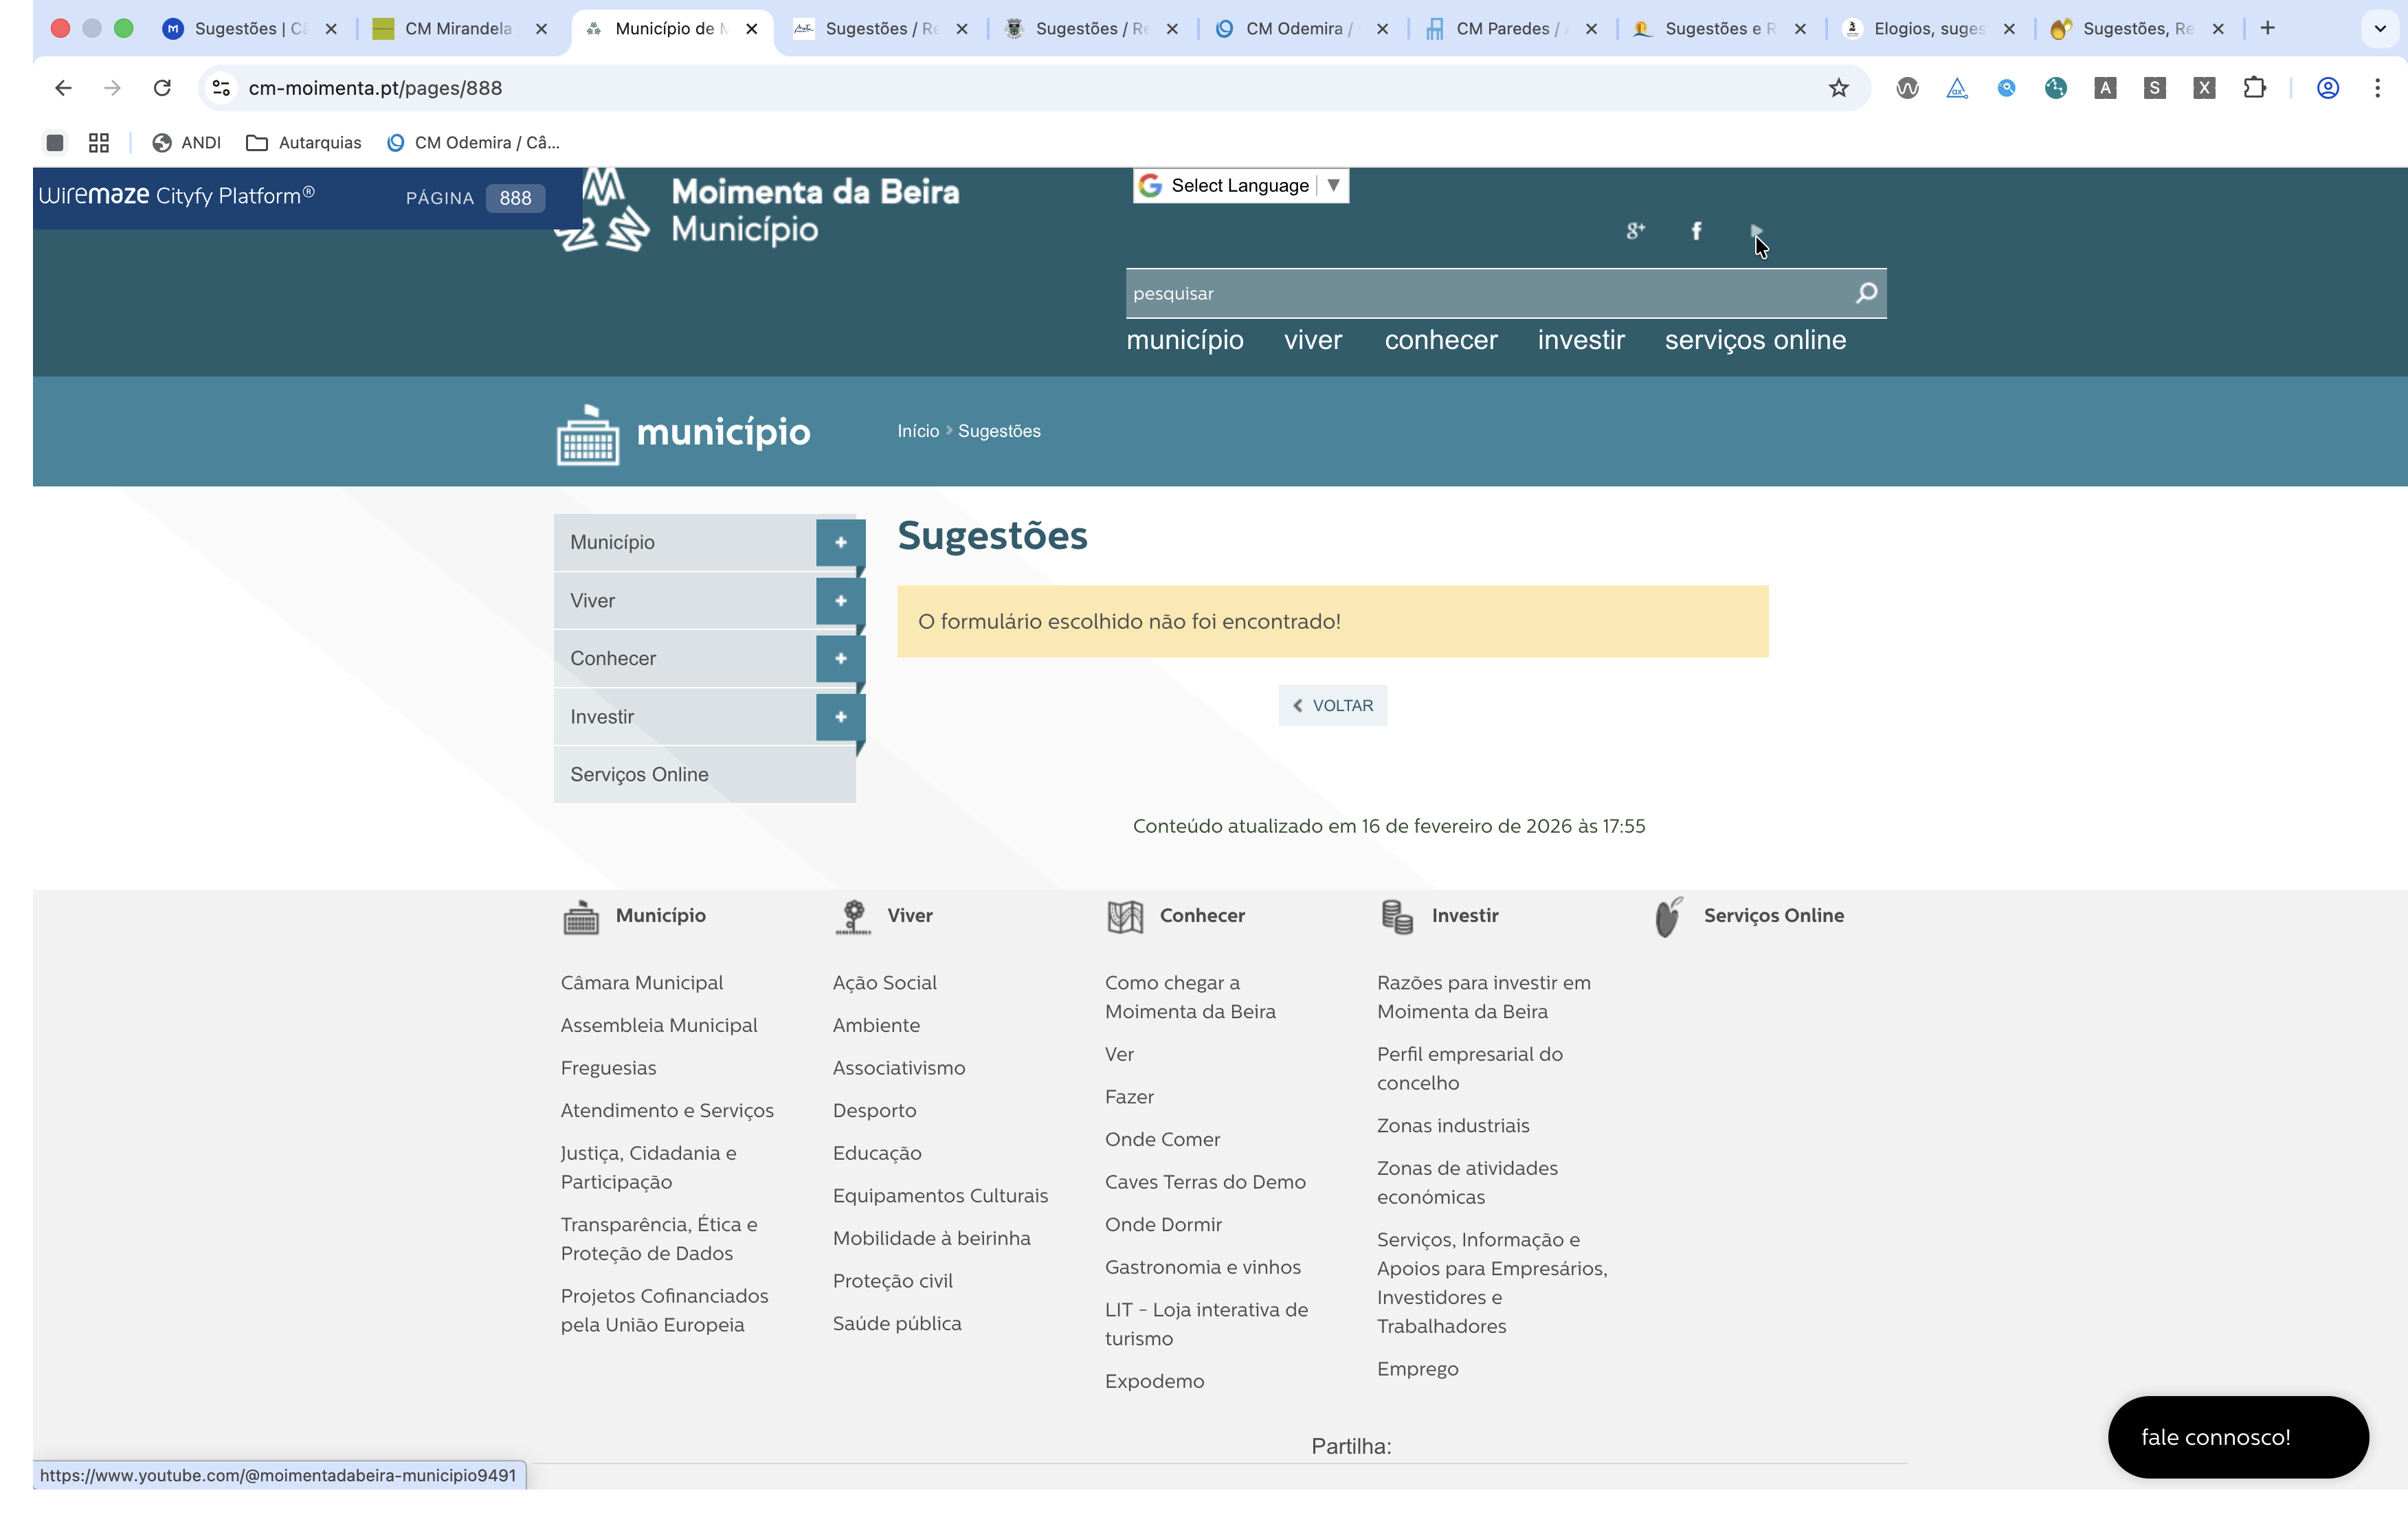 Sugestões | Câ
CM Mirandela
Município de M
Sugestões / Re
Sugestões / Re
CM Odemira /
CM Paredes /
Sugestões e R
Elogios, suges
Sugestões, Re
cm-moimenta.pt/pages/888
A
S
X
ANDI
Autarquias
CM Odemira / Câ...
wiremaze Cityfy Platform®
PÁGINA 888
Moimenta da Beira
Município
Select Language ▼
g+ f
pesquisar
município viver conhecer investir serviços online
município
Início > Sugestões
Município
Viver
Conhecer
Investir
Serviços Online
Sugestões
O formulário escolhido não foi encontrado!
VOLTAR
Conteúdo atualizado em 16 de fevereiro de 2026 às 17:55
Município
Câmara Municipal
Assembleia Municipal
Freguesias
Atendimento e Serviços
Justiça, Cidadania e
Participação
Transparência, Ética e
Proteção de Dados
Projetos Cofinanciados
pela União Europeia
Viver
Ação Social
Ambiente
Associativismo
Desporto
Educação
Equipamentos Culturais
Mobilidade à beirinha
Proteção civil
Saúde pública
Conhecer
Como chegar a
Moimenta da Beira
Ver
Fazer
Onde Comer
Caves Terras do Demo
Onde Dormir
Gastronomia e vinhos
LIT - Loja interativa de
turismo
Expodemo
Investir
Razões para investir em
Moimenta da Beira
Perfil empresarial do
concelho
Zonas industriais
Zonas de atividades
económicas
Serviços, Informação e
Apoios para Empresários,
Investidores e
Trabalhadores
Emprego
Serviços Online
Partilha:
fale connosco!
https://www.youtube.com/@moimentadabeira-municipio9491